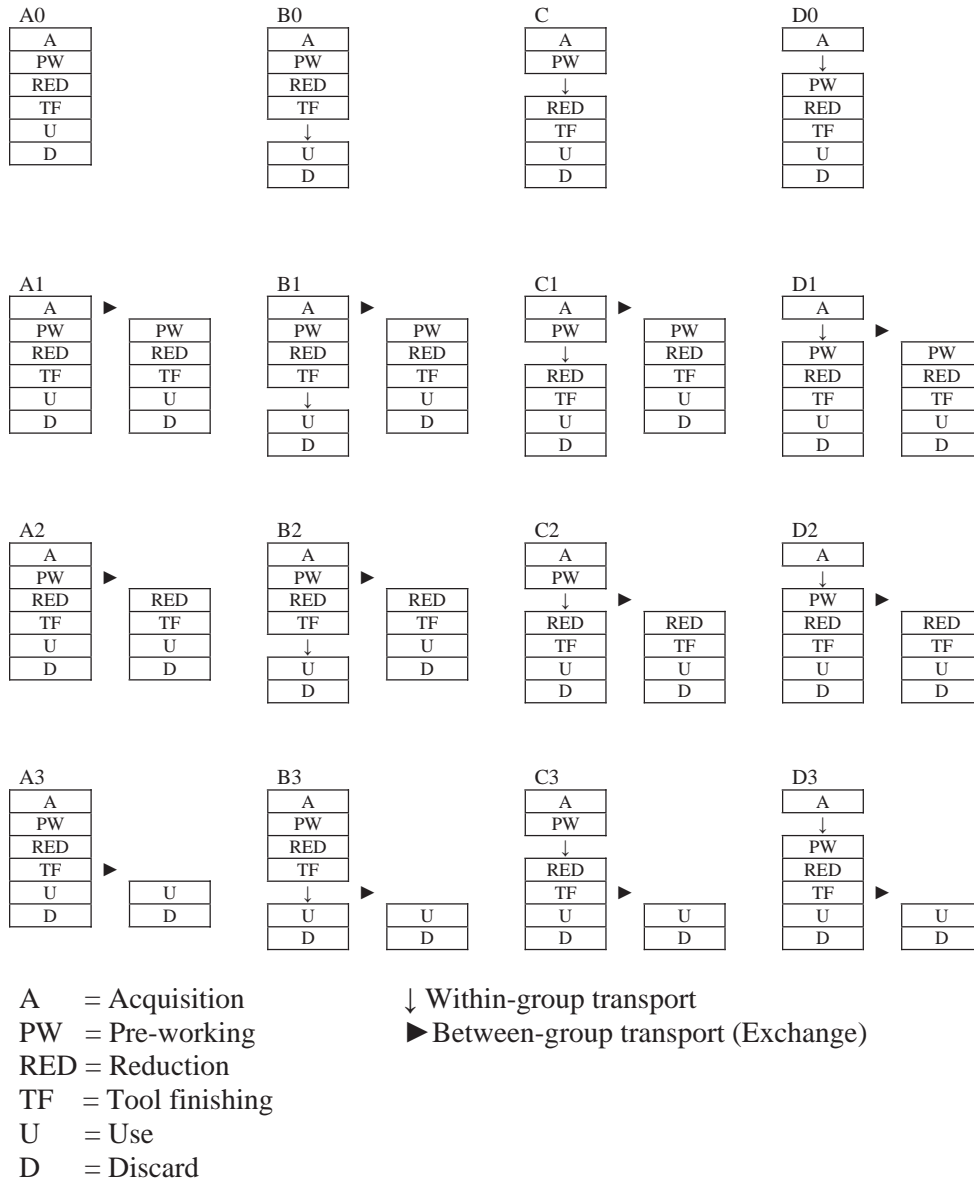 A0
A
PW
RED
TF
U
D
B0
A
PW
RED
TF
↓
U
D
C
A
PW
↓
RED
TF
U
D
D0
A
↓
PW
RED
TF
U
D
A1
A
PW
RED
TF
U
D
►
PW
RED
TF
U
D
B1
A
PW
RED
TF
↓
U
D
►
PW
RED
TF
U
D
C1
A
PW
↓
RED
TF
U
D
►
PW
RED
TF
U
D
D1
A
↓
PW
RED
TF
U
D
►
PW
RED
TF
U
D
A2
A
PW
RED
TF
U
D
►
RED
TF
U
D
B2
A
PW
RED
TF
↓
U
D
►
RED
TF
U
D
C2
A
PW
↓
RED
TF
U
D
►
RED
TF
U
D
D2
A
↓
PW
RED
TF
U
D
►
RED
TF
U
D
A3
A
PW
RED
TF
U
D
►
U
D
B3
A
PW
RED
TF
↓
U
D
►
U
D
C3
A
PW
↓
RED
TF
U
D
►
U
D
D3
A
↓
PW
RED
TF
U
D
►
U
D
A = Acquisition
PW = Pre-working
RED = Reduction
TF = Tool finishing
U = Use
D = Discard
↓ Within-group transport
► Between-group transport (Exchange)